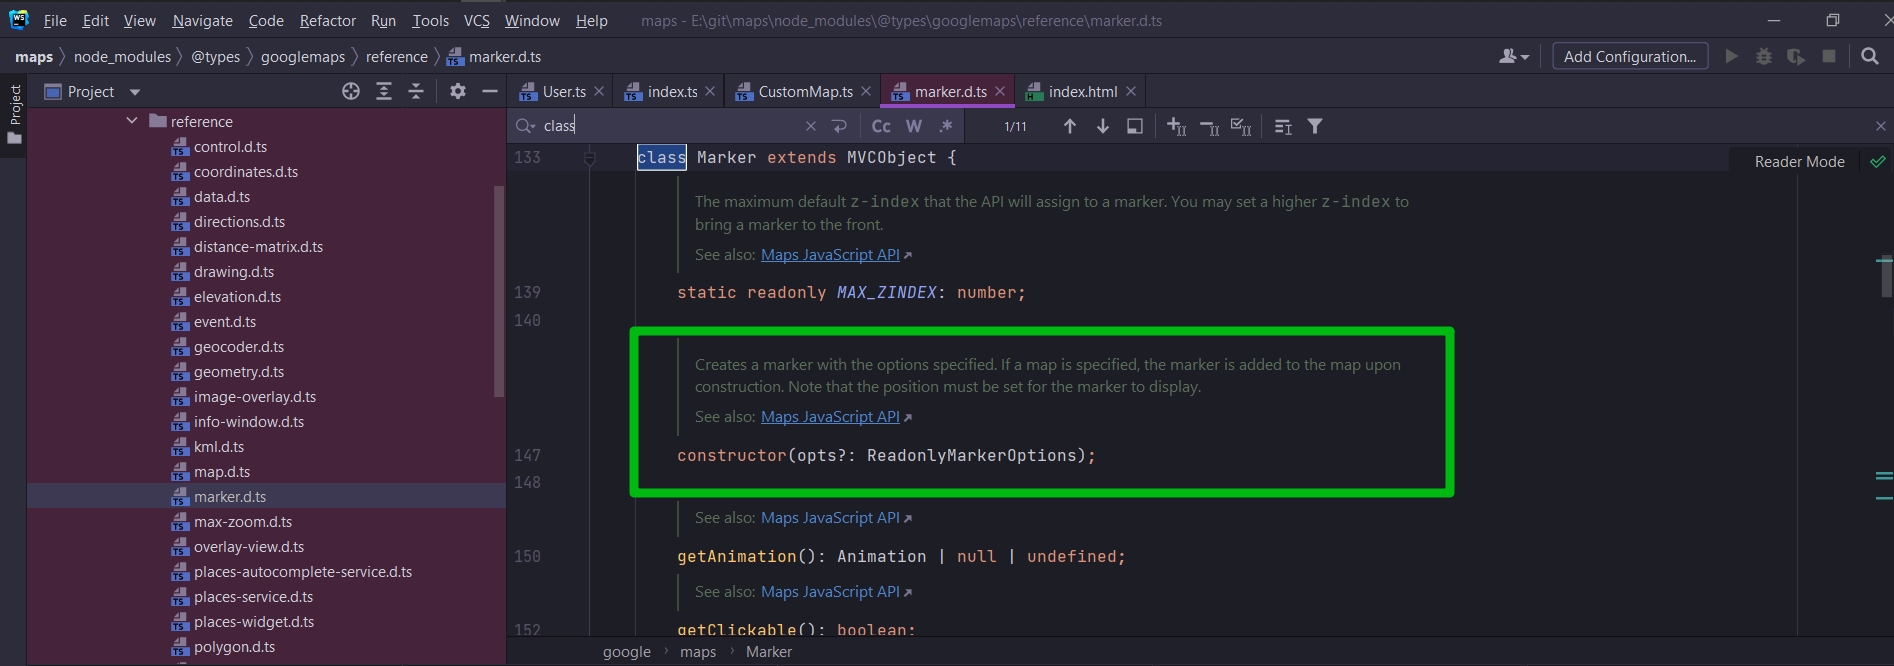 WS File Edit View Navigate Code Refactor Run Tools VCS Window Help maps - E:\git\maps\node_modules\@types\googlemaps\reference\marker.d.ts
maps node_modules @types googlemaps reference marker.d.ts Add Configuration...
Project
Project
User.ts index.ts CustomMap.ts marker.d.ts index.html
reference
control.d.ts
coordinates.d.ts
data.d.ts
directions.d.ts
distance-matrix.d.ts
drawing.d.ts
elevation.d.ts
event.d.ts
geocoder.d.ts
geometry.d.ts
image-overlay.d.ts
info-window.d.ts
kml.d.ts
map.d.ts
marker.d.ts
max-zoom.d.ts
overlay-view.d.ts
places-autocomplete-service.d.ts
places-service.d.ts
places-widget.d.ts
polygon.d.ts
class Cc W .* 1/11
133 class Marker extends MVCObject {
Reader Mode
The maximum default z-index that the API will assign to a marker. You may set a higher z-index to
bring a marker to the front.
See also: Maps JavaScript API
139 static readonly MAX_ZINDEX: number;
140
Creates a marker with the options specified. If a map is specified, the marker is added to the map upon
construction. Note that the position must be set for the marker to display.
See also: Maps JavaScript API
147 constructor(opts?: ReadonlyMarkerOptions);
148
See also: Maps JavaScript API
150 getAnimation(): Animation | null | undefined;
See also: Maps JavaScript API
152 getClickable(): boolean;
google maps Marker